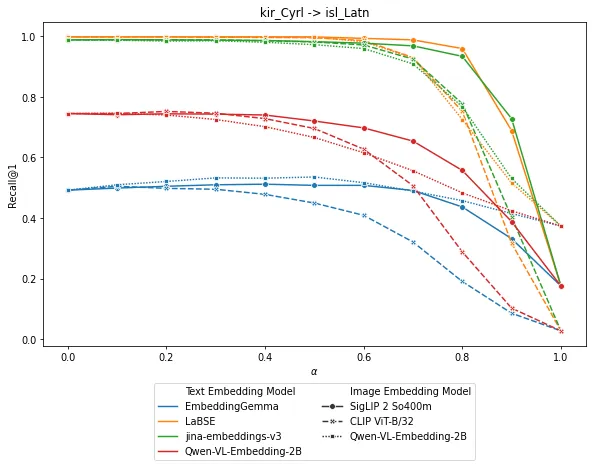 kir_Cyrl -> isl_Latn
1.0
0.8
0.6
0.4
0.2
0.0
Recall@1
0.0 0.2 0.4 0.6 0.8 1.0
α
Text Embedding Model
EmbeddingGemma
LaBSE
jina-embeddings-v3
Qwen-VL-Embedding-2B
Image Embedding Model
SigLIP 2 So400m
CLIP ViT-B/32
Qwen-VL-Embedding-2B